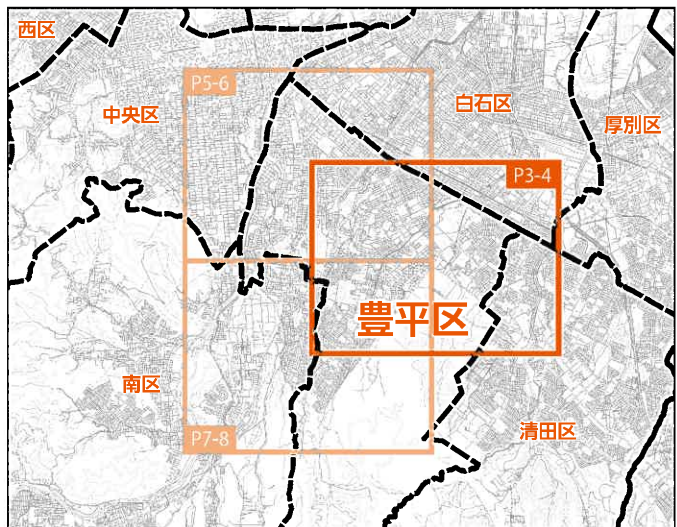 西区
P5-6
中央区
白石区
厚別区
P3-4
豊平区
南区
清田区
P7-8